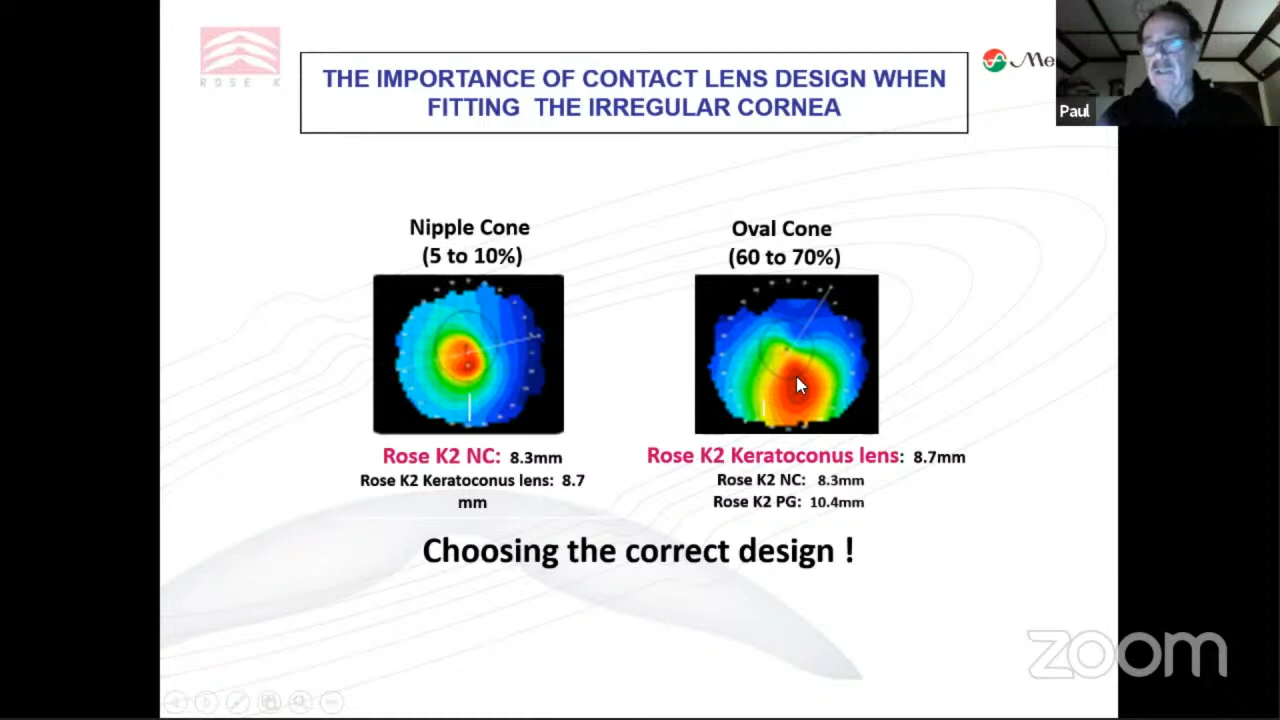 ROSE K
THE IMPORTANCE OF CONTACT LENS DESIGN WHEN
FITTING THE IRREGULAR CORNEA
Me
Paul
Nipple Cone
(5 to 10%)
Oval Cone
(60 to 70%)
Rose K2 NC: 8.3mm
Rose K2 Keratoconus lens: 8.7
mm
Rose K2 Keratoconus lens: 8.7mm
Rose K2 NC: 8.3mm
Rose K2 PG: 10.4mm
Choosing the correct design !
zoom